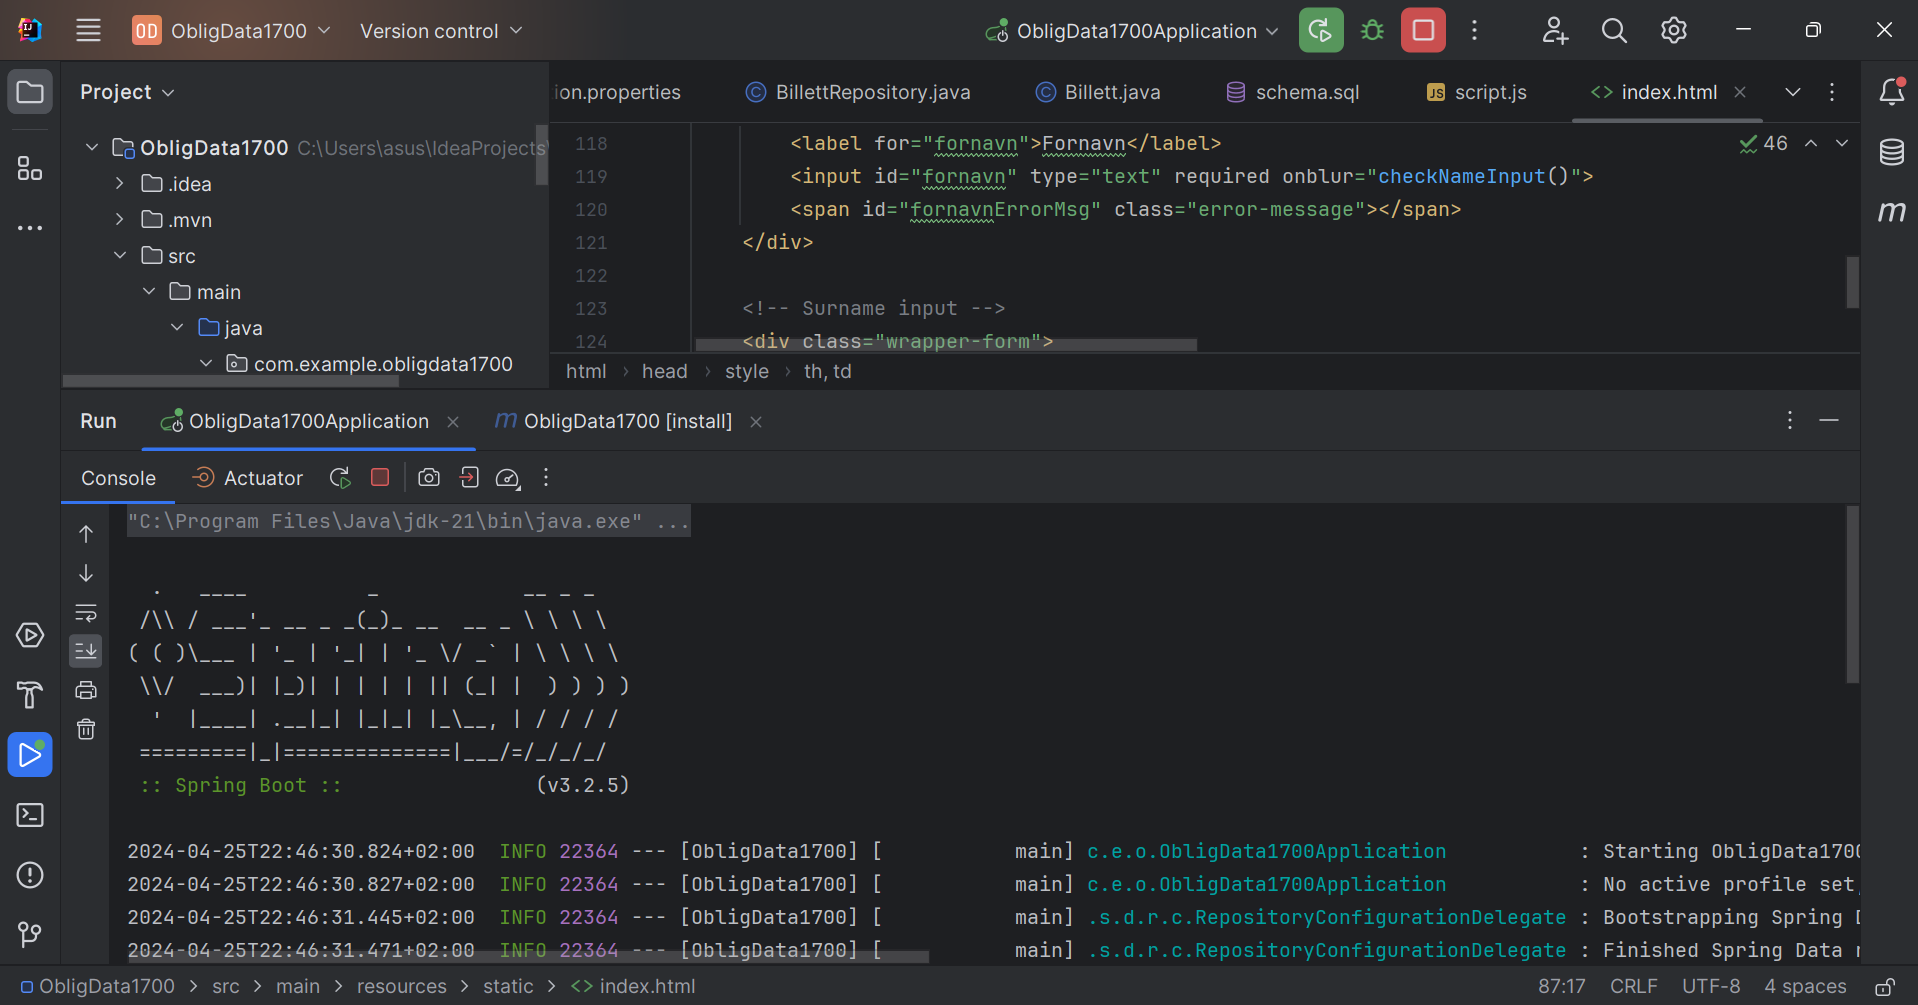 OD ObligData1700 Version control ObligData1700Application
Project
ion.properties BillettRepository.java Billett.java schema.sql JS script.js <> index.html
ObligData1700 C:\Users\asus\IdeaProjects\
.idea
.mvn
src
main
java
com.example.obligdata1700
46
118 <label for="fornavn">Fornavn</label>
119 <input id="fornavn" type="text" required onblur="checkNameInput()">
120 <span id="fornavnErrorMsg" class="error-message"></span>
121 </div>
122
123 <!-- Surname input -->
124 <div class="wrapper-form">
html › head › style › th, td
Run ObligData1700Application m ObligData1700 [install]
Console Actuator
"C:\Program Files\Java\jdk-21\bin\java.exe" ...
  .   ____          _            __ _ _
 /\\ / ___'_ __ _ _(_)_ __  __ _ \ \ \ \
( ( )\___ | '_ | '_| | '_ \/ _` | \ \ \ \
 \\/  ___)| |_)| | | | | || (_| |  ) ) ) )
  '  |____| .__|_| |_|_| |_\__, | / / / /
 =========|_|==============|___/=/_/_/_/
:: Spring Boot :: (v3.2.5)
2024-04-25T22:46:30.824+02:00 INFO 22364 --- [ObligData1700] [ main] c.e.o.ObligData1700Application : Starting ObligData1700
2024-04-25T22:46:30.827+02:00 INFO 22364 --- [ObligData1700] [ main] c.e.o.ObligData1700Application : No active profile set,
2024-04-25T22:46:31.445+02:00 INFO 22364 --- [ObligData1700] [ main] .s.d.r.c.RepositoryConfigurationDelegate : Bootstrapping Spring D
2024-04-25T22:46:31.471+02:00 INFO 22364 --- [ObligData1700] [ main] .s.d.r.c.RepositoryConfigurationDelegate : Finished Spring Data r
ObligData1700 > src > main > resources > static > <> index.html 87:17 CRLF UTF-8 4 spaces